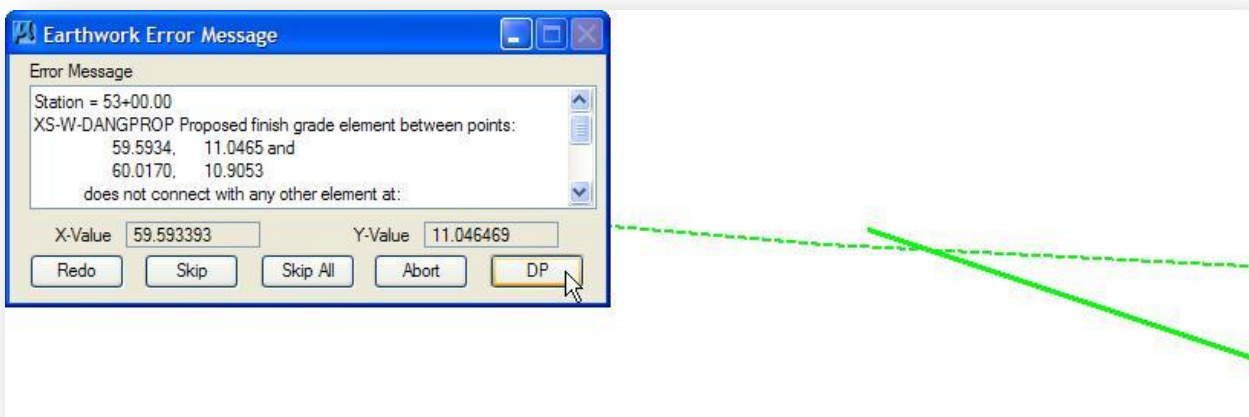 Earthwork Error Message
Error Message
Station = 53+00.00
XS-W-DANGPROP Proposed finish grade element between points:
59.5934, 11.0465 and
60.0170, 10.9053
does not connect with any other element at:
X-Value 59.593393 Y-Value 11.046469
Redo Skip Skip All Abort DP